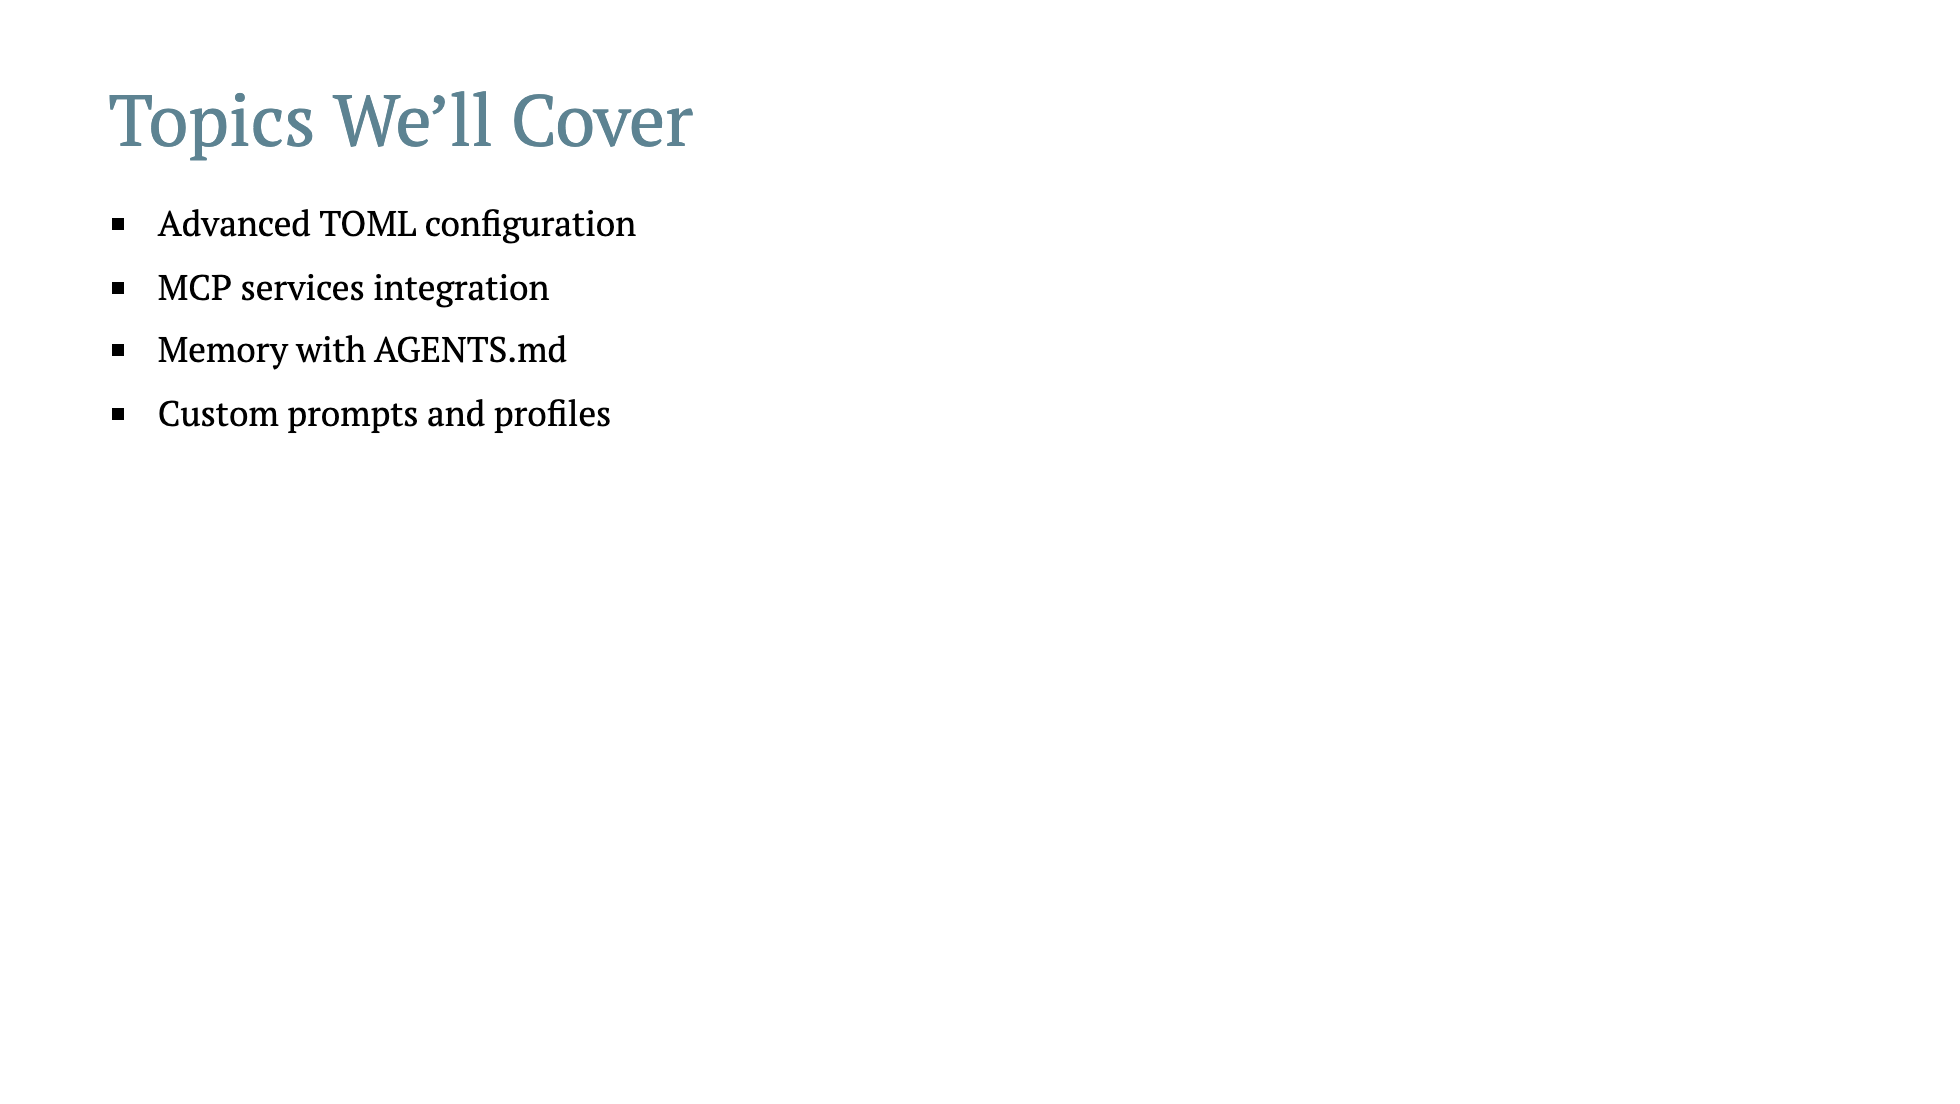 Topics We’ll Cover
▪ Advanced TOML configuration
▪ MCP services integration
▪ Memory with AGENTS.md
▪ Custom prompts and profiles